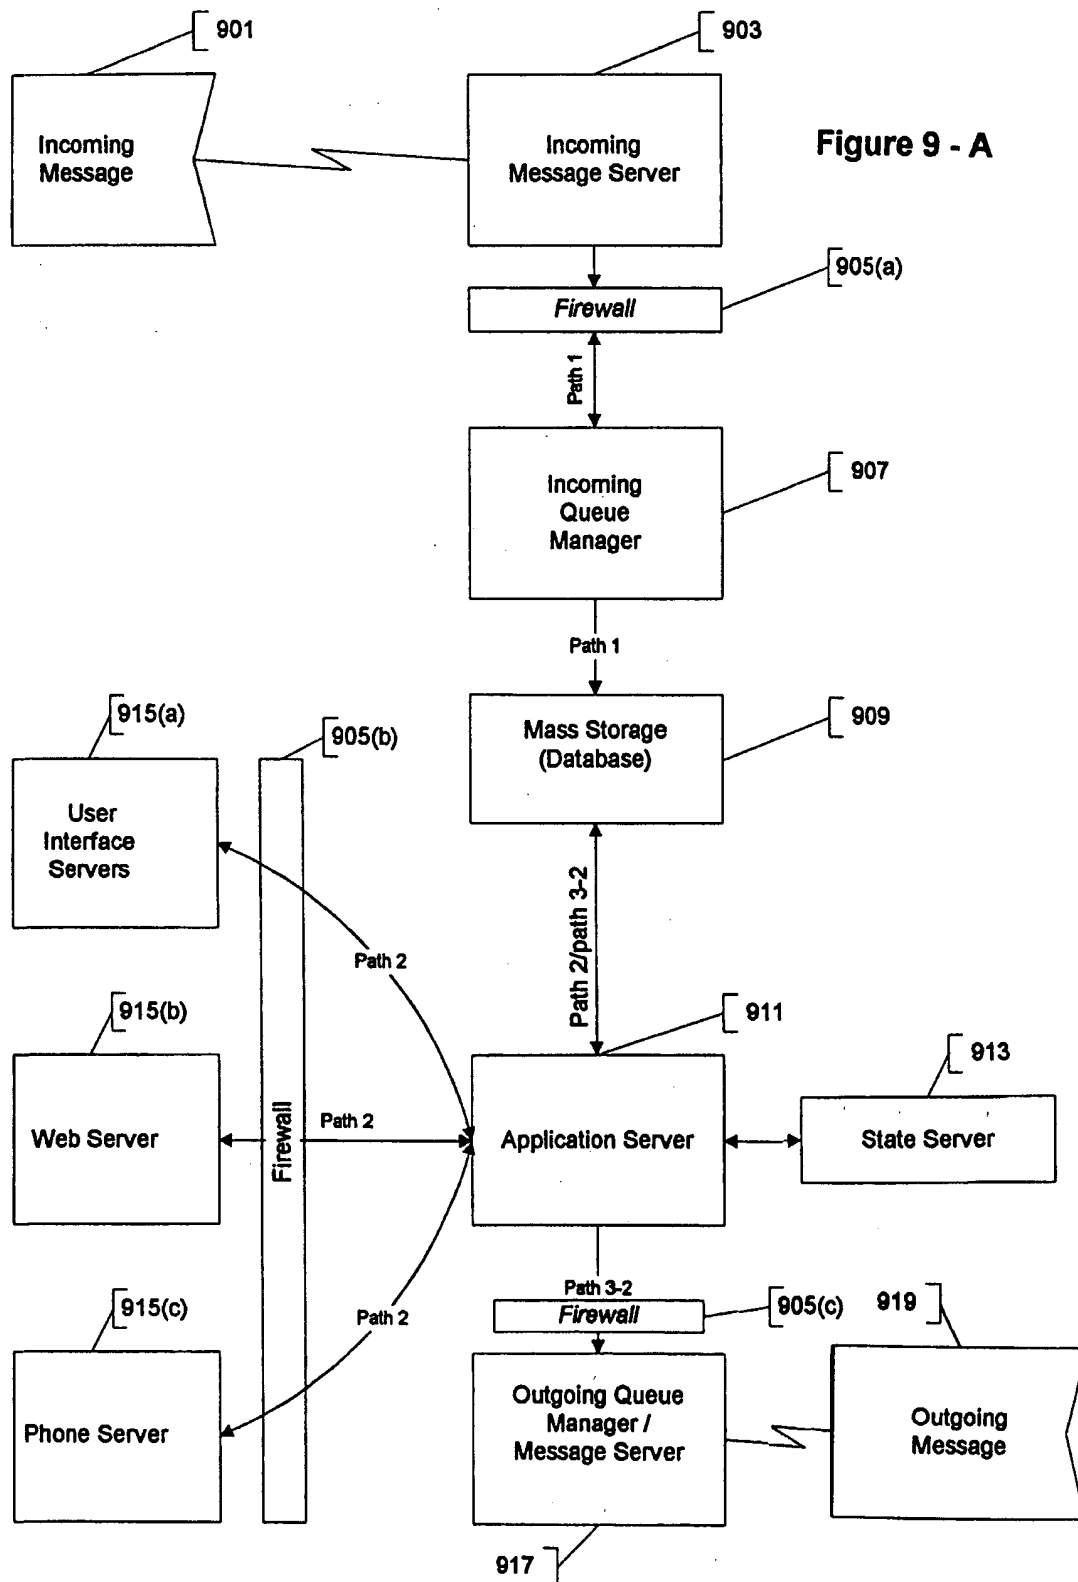 901
903
Incoming
Message
Incoming
Message Server
Figure 9 - A
905(a)
Firewall
Path 1
907
Incoming
Queue
Manager
Path 1
909
Mass Storage
(Database)
915(a)
905(b)
User
Interface
Servers
Path 2/path 3-2
Path 2
911
915(b)
913
Web Server
Firewall
Path 2
Application Server
State Server
Path 2
Path 3-2
Firewall
905(c)
919
915(c)
Phone Server
Outgoing Queue
Manager /
Message Server
Outgoing
Message
917